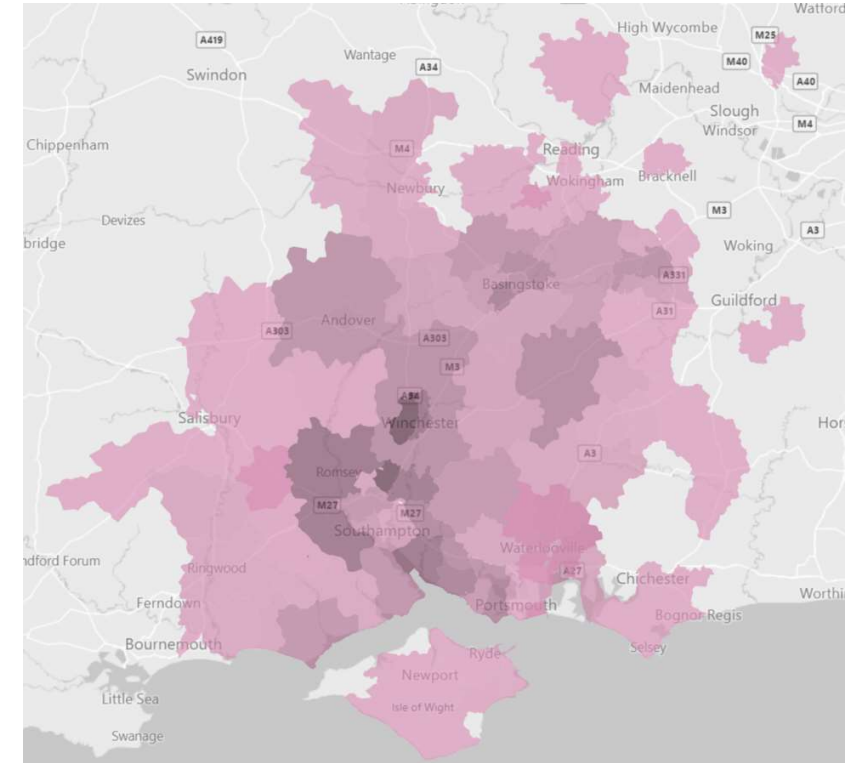 Watford
High Wycombe
M25
A419
Wantage
M40
A34
Swindon
A40
Maidenhead
Slough
M4
Windsor
Chippenham
M4
Reading
Newbury
Wokingham
Bracknell
M3
Devizes
A3
bridge
Woking
A331
Basingstoke
Guildford
A31
Andover
A303
A303
M3
Salisbury
Winchester
Hor
A3
Romsey
M27
M27
Southampton
Waterlooville
ndford Forum
Ringwood
A27
Chichester
Worthi
Ferndown
Portsmouth
Bognor Regis
Bournemouth
Selsey
Ryde
Newport
Little Sea
Isle of Wight
Swanage